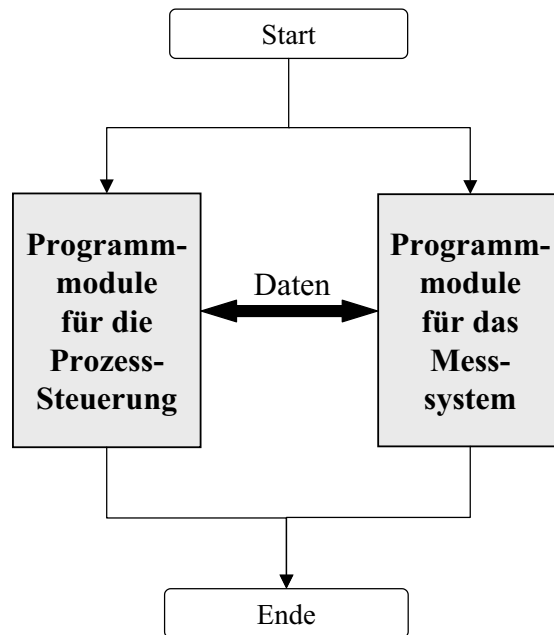 Start
Programm-
module
für die
Prozess-
Steuerung
Daten
Programm-
module
für das
Mess-
system
Ende